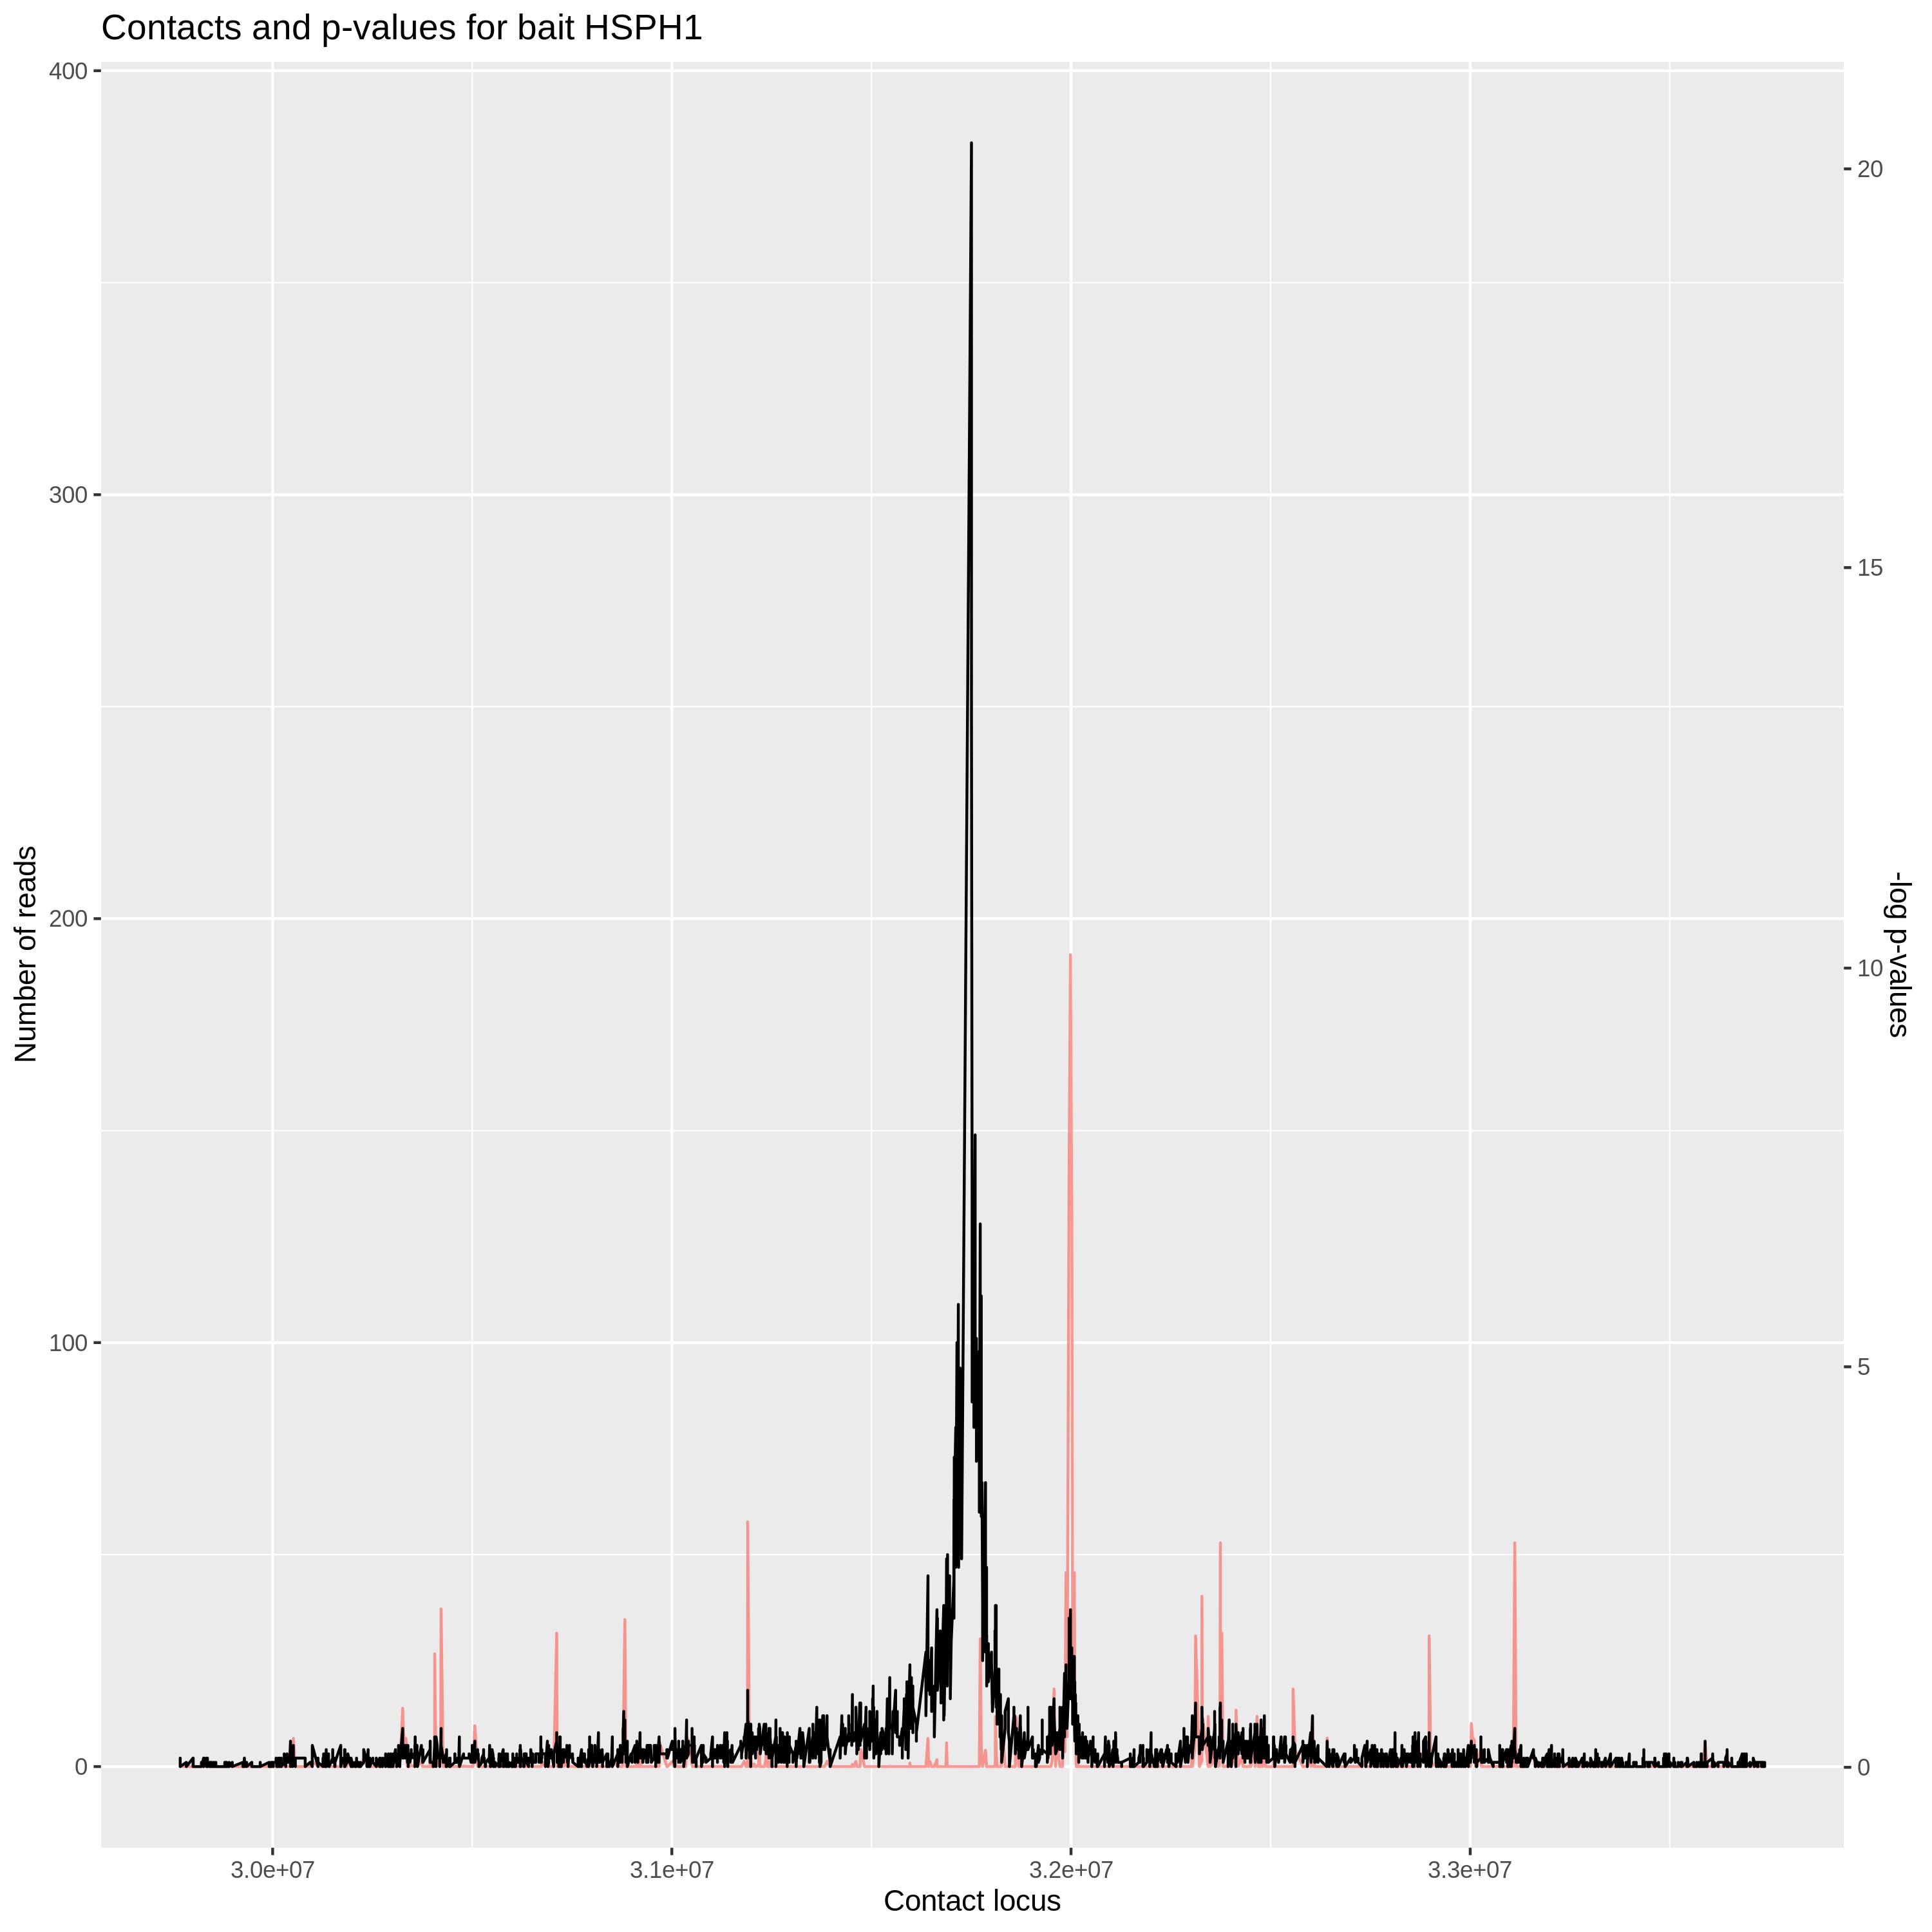 Contacts and p-values for bait HSPH1
400
300
200
100
0
Number of reads
20
15
10
5
0
-log p-values
3.0e+07
3.1e+07
3.2e+07
3.3e+07
Contact locus